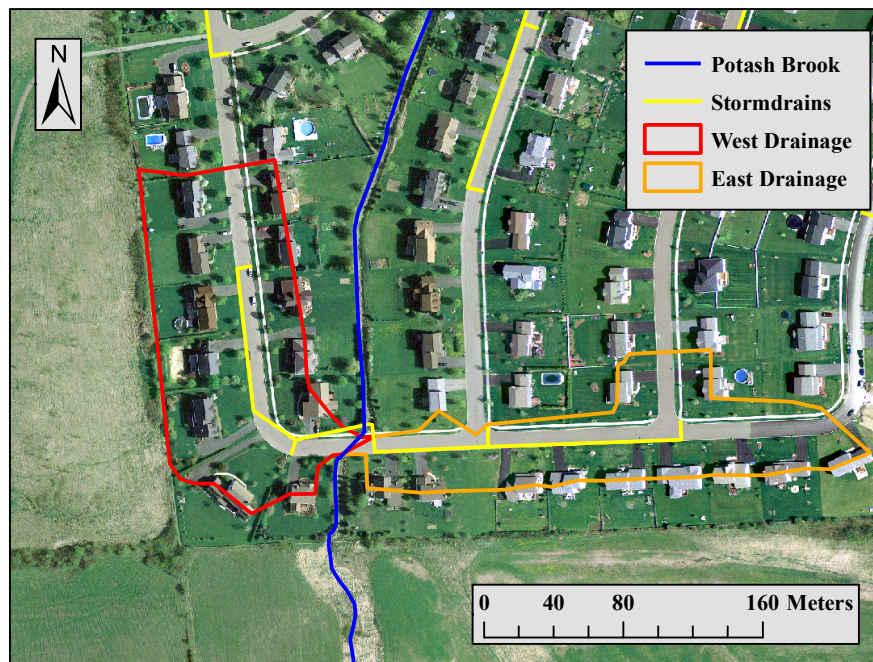 N
Potash Brook
Stormdrains
West Drainage
East Drainage
0 40 80 160 Meters